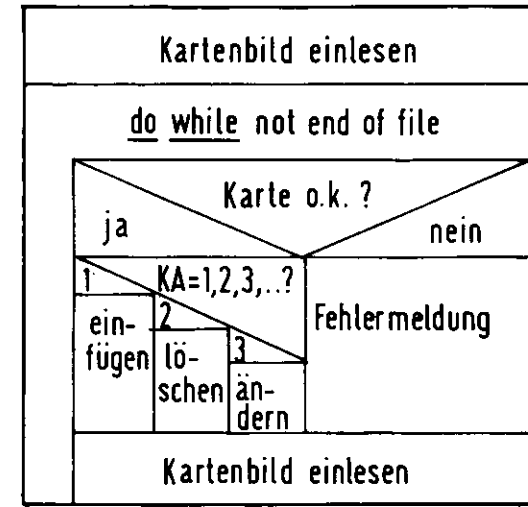 Kartenbild einlesen
do while not end of file
Karte o.k. ?
ja
nein
KA=1,2,3,..?
1
ein-
fügen
2
lö-
schen
3
än-
dern
Fehlermeldung
Kartenbild einlesen